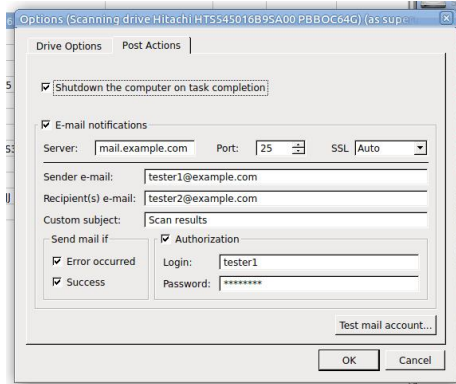 Options (Scanning drive Hitachi HTS545016B9SA00 PBBOC64G) (as supe
Drive Options Post Actions
Shutdown the computer on task completion
E-mail notifications
Server: mail.example.com Port: 25 SSL Auto
Sender e-mail: tester1@example.com
Recipient(s) e-mail: tester2@example.com
Custom subject: Scan results
Send mail if Authorization
Error occurred Login: tester1
Success Password: ********
Test mail account...
OK Cancel